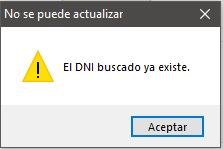 No se puede actualizar
El DNI buscado ya existe.
Aceptar